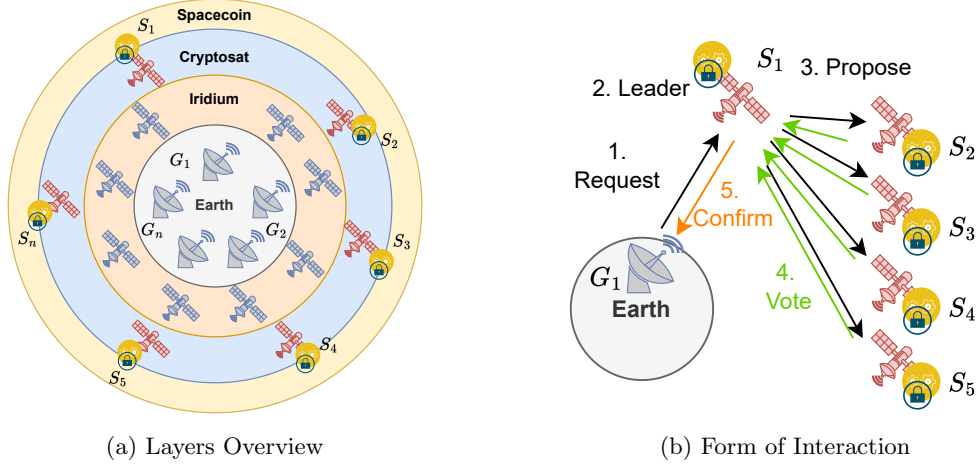 Spacecoin
S1
Cryptosat
Iridium
S2
G1
Earth
Gn
G2
Sn
S3
S4
S5
(a) Layers Overview
S1
3. Propose
2. Leader
S2
1.
Request
5.
Confirm
S3
G1
4.
Vote
Earth
S4
S5
(b) Form of Interaction